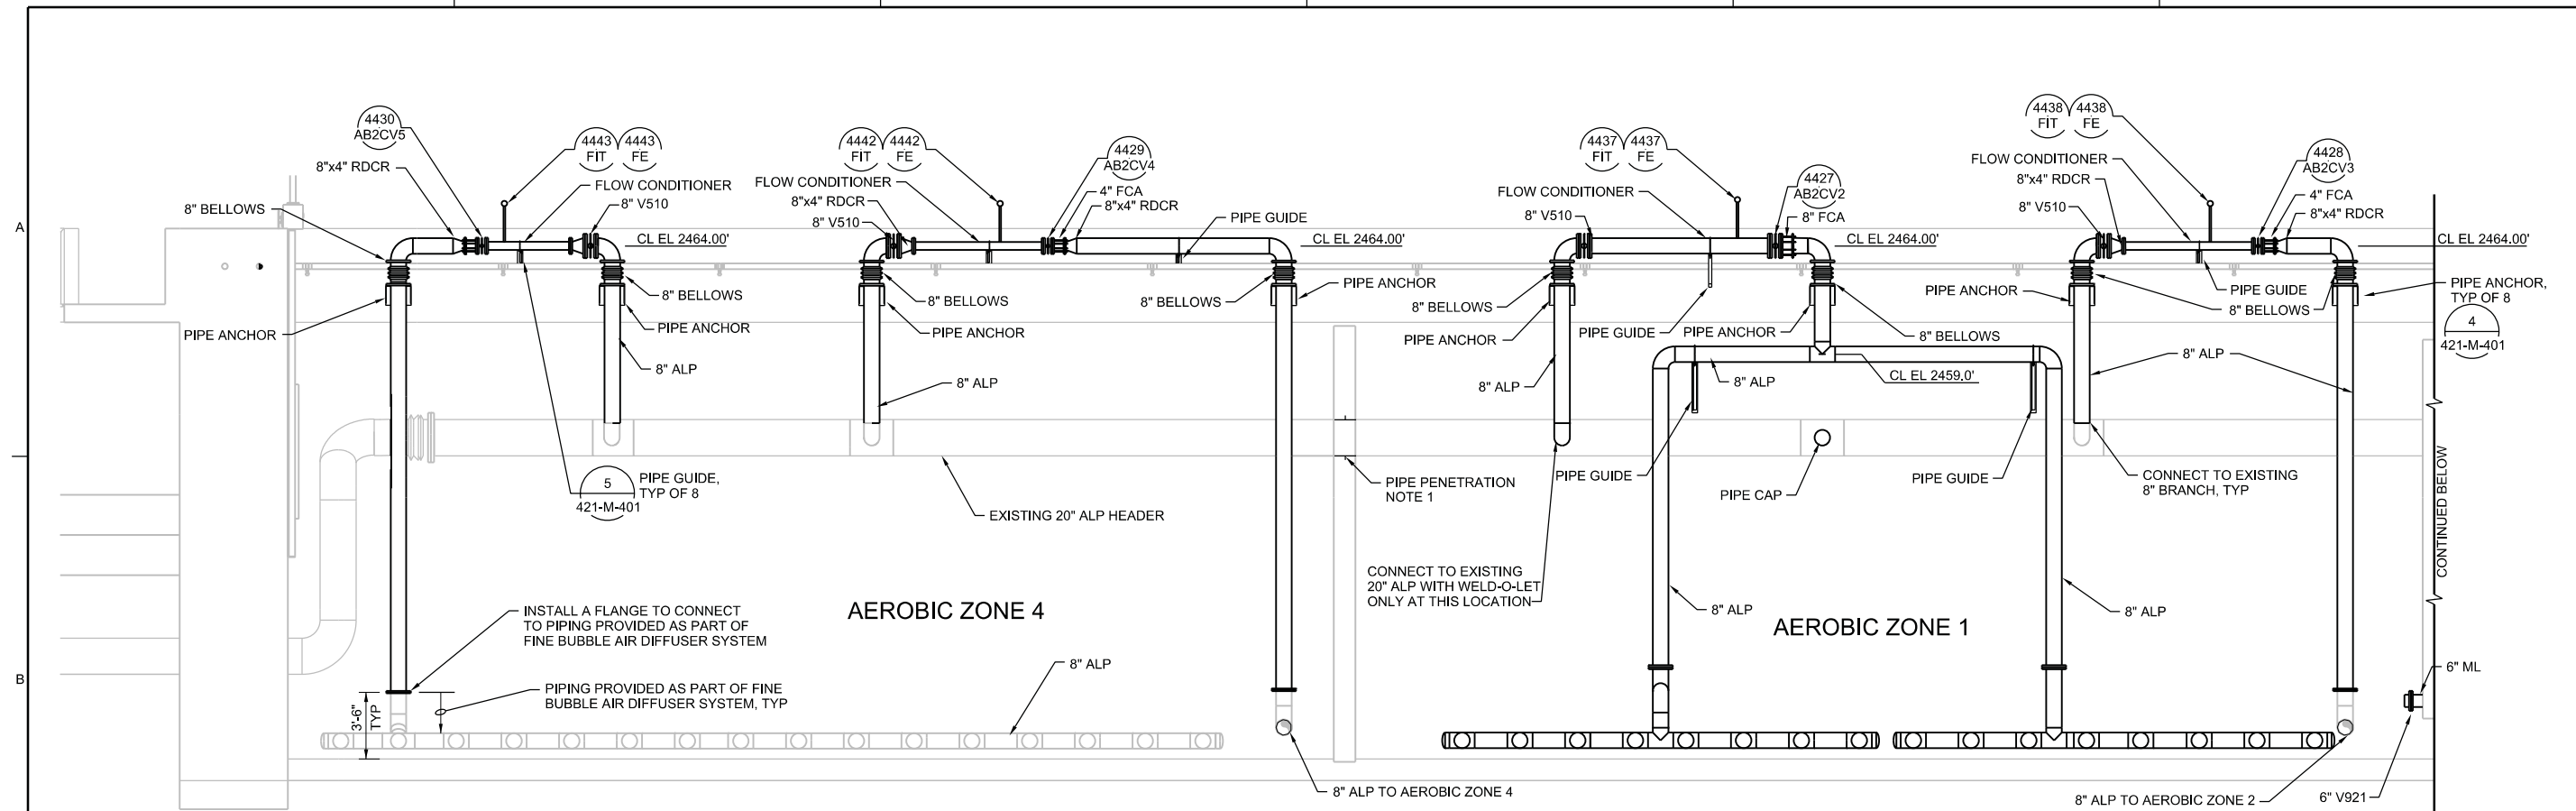 4430
AB2CV5
8"x4" RDCR
8" BELLOWS
4443
FIT
4443
FE
FLOW CONDITIONER
8" V510
CL EL 2464.00'
8" BELLOWS
PIPE ANCHOR
PIPE ANCHOR
8" ALP
4442
FIT
4442
FE
FLOW CONDITIONER
8"x4" RDCR
8" V510
4429
AB2CV4
4" FCA
8"x4" RDCR
PIPE GUIDE
CL EL 2464.00'
8" BELLOWS
8" BELLOWS
PIPE ANCHOR
PIPE ANCHOR
8" ALP
4437
FIT
4437
FE
FLOW CONDITIONER
8" V510
4427
AB2CV2
8" FCA
CL EL 2464.00'
8" BELLOWS
PIPE ANCHOR
PIPE GUIDE
PIPE ANCHOR
8" BELLOWS
8" ALP
8" ALP
CL EL 2459.0'
4438
FIT
4438
FE
FLOW CONDITIONER
8"x4" RDCR
8" V510
4428
AB2CV3
4" FCA
8"x4" RDCR
CL EL 2464.00'
PIPE ANCHOR
PIPE GUIDE
8" BELLOWS
PIPE ANCHOR,
TYP OF 8
4
421-M-401
8" ALP
A
5
421-M-401
PIPE GUIDE,
TYP OF 8
EXISTING 20" ALP HEADER
PIPE PENETRATION
NOTE 1
PIPE GUIDE
PIPE CAP
PIPE GUIDE
CONNECT TO EXISTING
8" BRANCH, TYP
CONTINUED BELOW
CONNECT TO EXISTING
20" ALP WITH WELD-O-LET
ONLY AT THIS LOCATION
INSTALL A FLANGE TO CONNECT
TO PIPING PROVIDED AS PART OF
FINE BUBBLE AIR DIFFUSER SYSTEM
AEROBIC ZONE 4
8" ALP
AEROBIC ZONE 1
8" ALP
B
8" ALP
6" ML
PIPING PROVIDED AS PART OF FINE
BUBBLE AIR DIFFUSER SYSTEM, TYP
3'-6"
TYP
8" ALP TO AEROBIC ZONE 4
8" ALP TO AEROBIC ZONE 2
6" V921